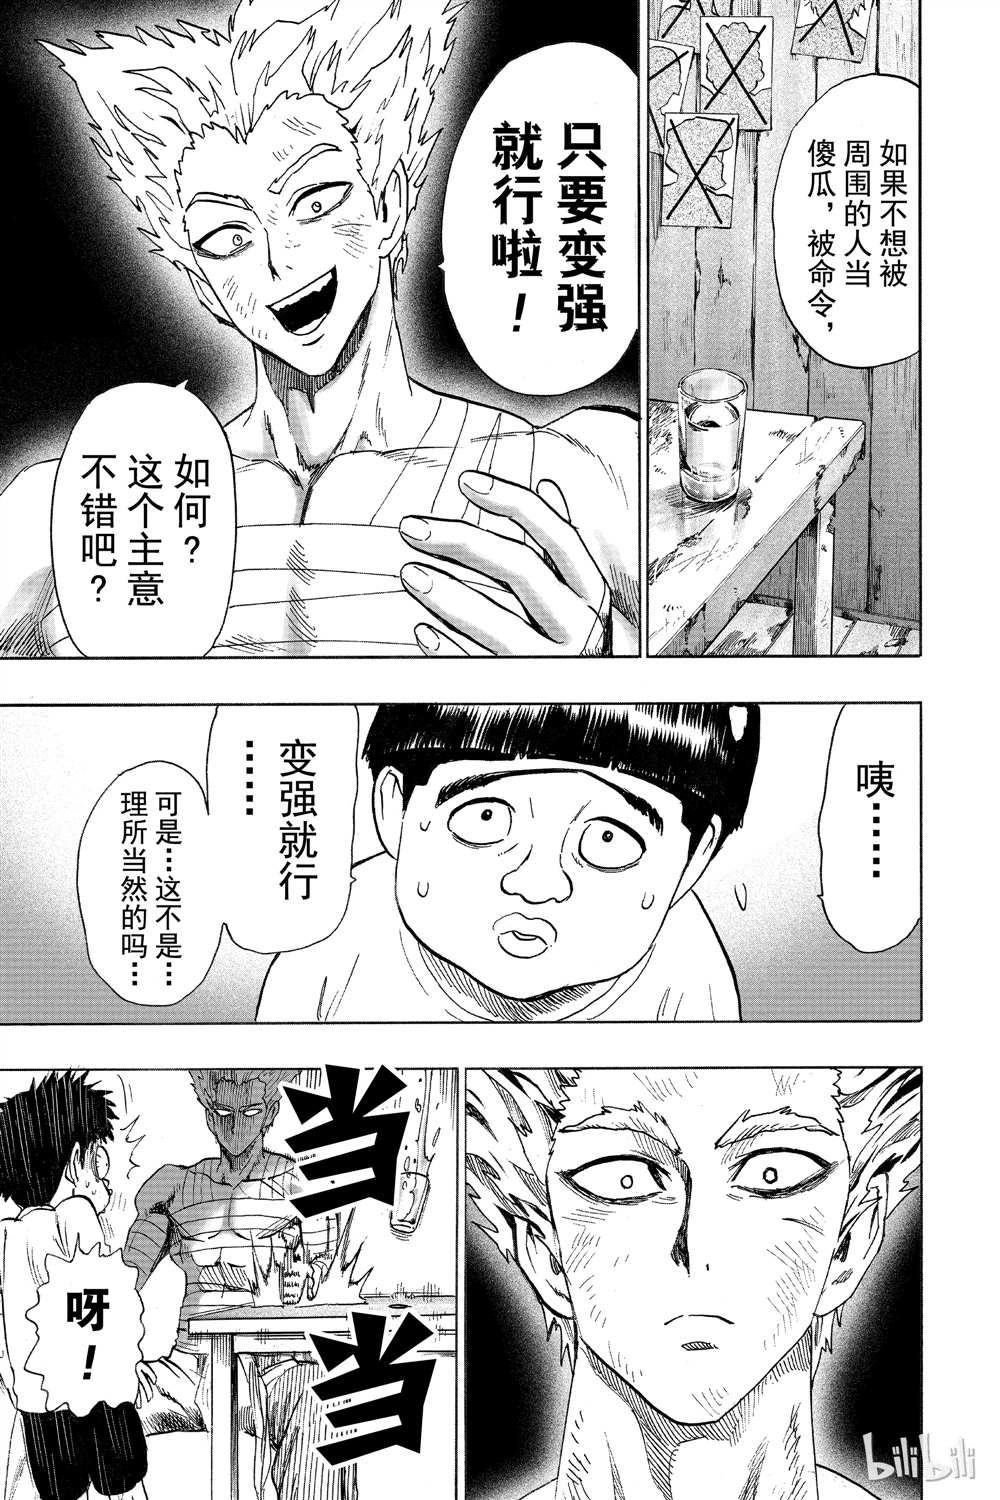 如果不想被
周围的人当
傻瓜，被命令，
只要变强
就行啦！
如何？
这个主意
不错吧？
咦……
变强就行
……
可是…这不是…
理所当然的吗…
当
当
呀！
bilibili